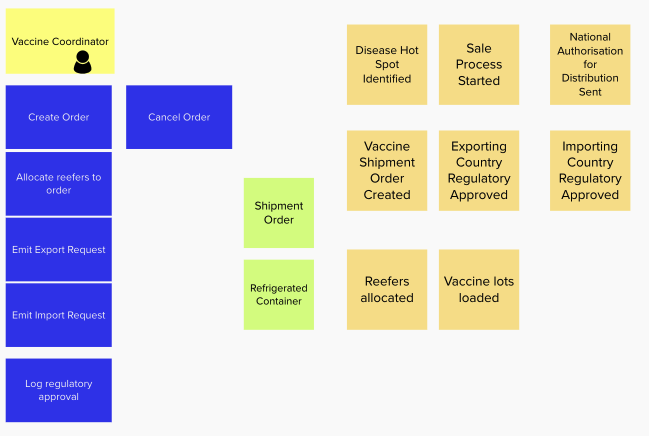 Vaccine Coordinator
Create Order
Cancel Order
Allocate reefers to
order
Emit Export Request
Emit Import Request
Log regulatory
approval
Shipment
Order
Refrigerated
Container
Disease Hot
Spot
Identified
Sale
Process
Started
National
Authorisation
for
Distribution
Sent
Vaccine
Shipment
Order
Created
Exporting
Country
Regulatory
Approved
Importing
Country
Regulatory
Approved
Reefers
allocated
Vaccine lots
loaded